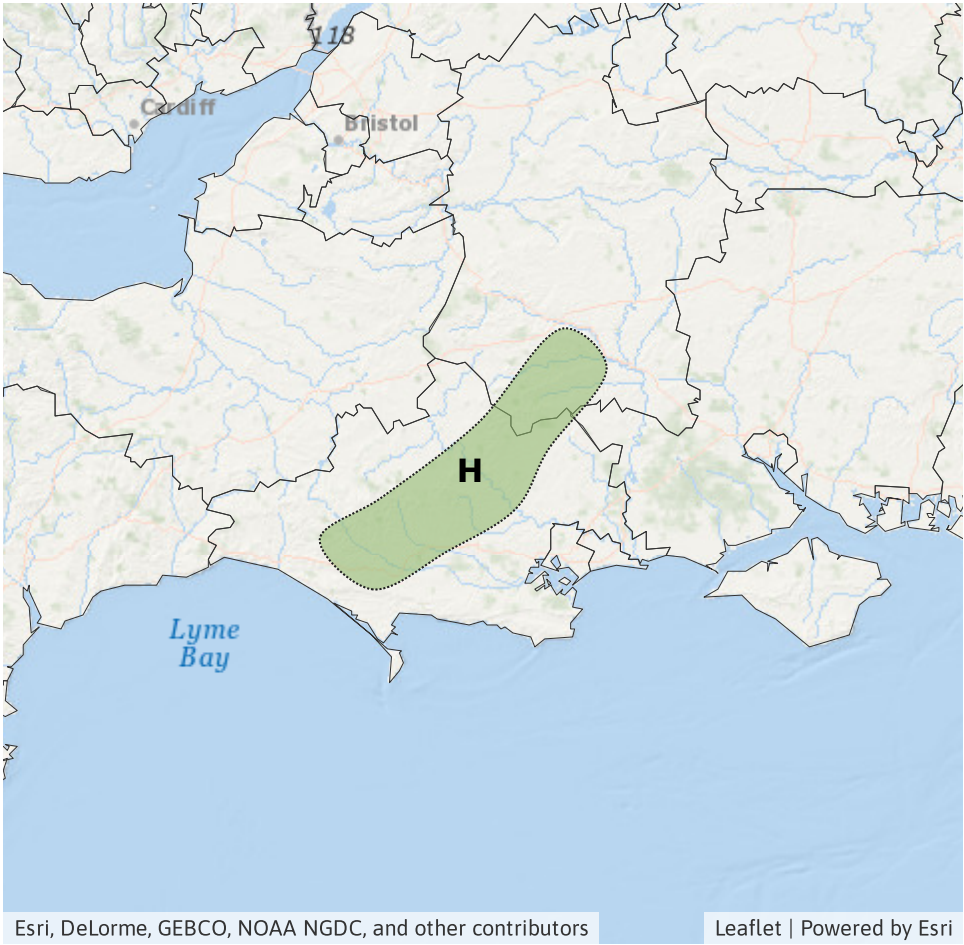 118
Cardiff
Bristol
H
Lyme
Bay
Esri, DeLorme, GEBCO, NOAA NGDC, and other contributors
Leaflet | Powered by Esri